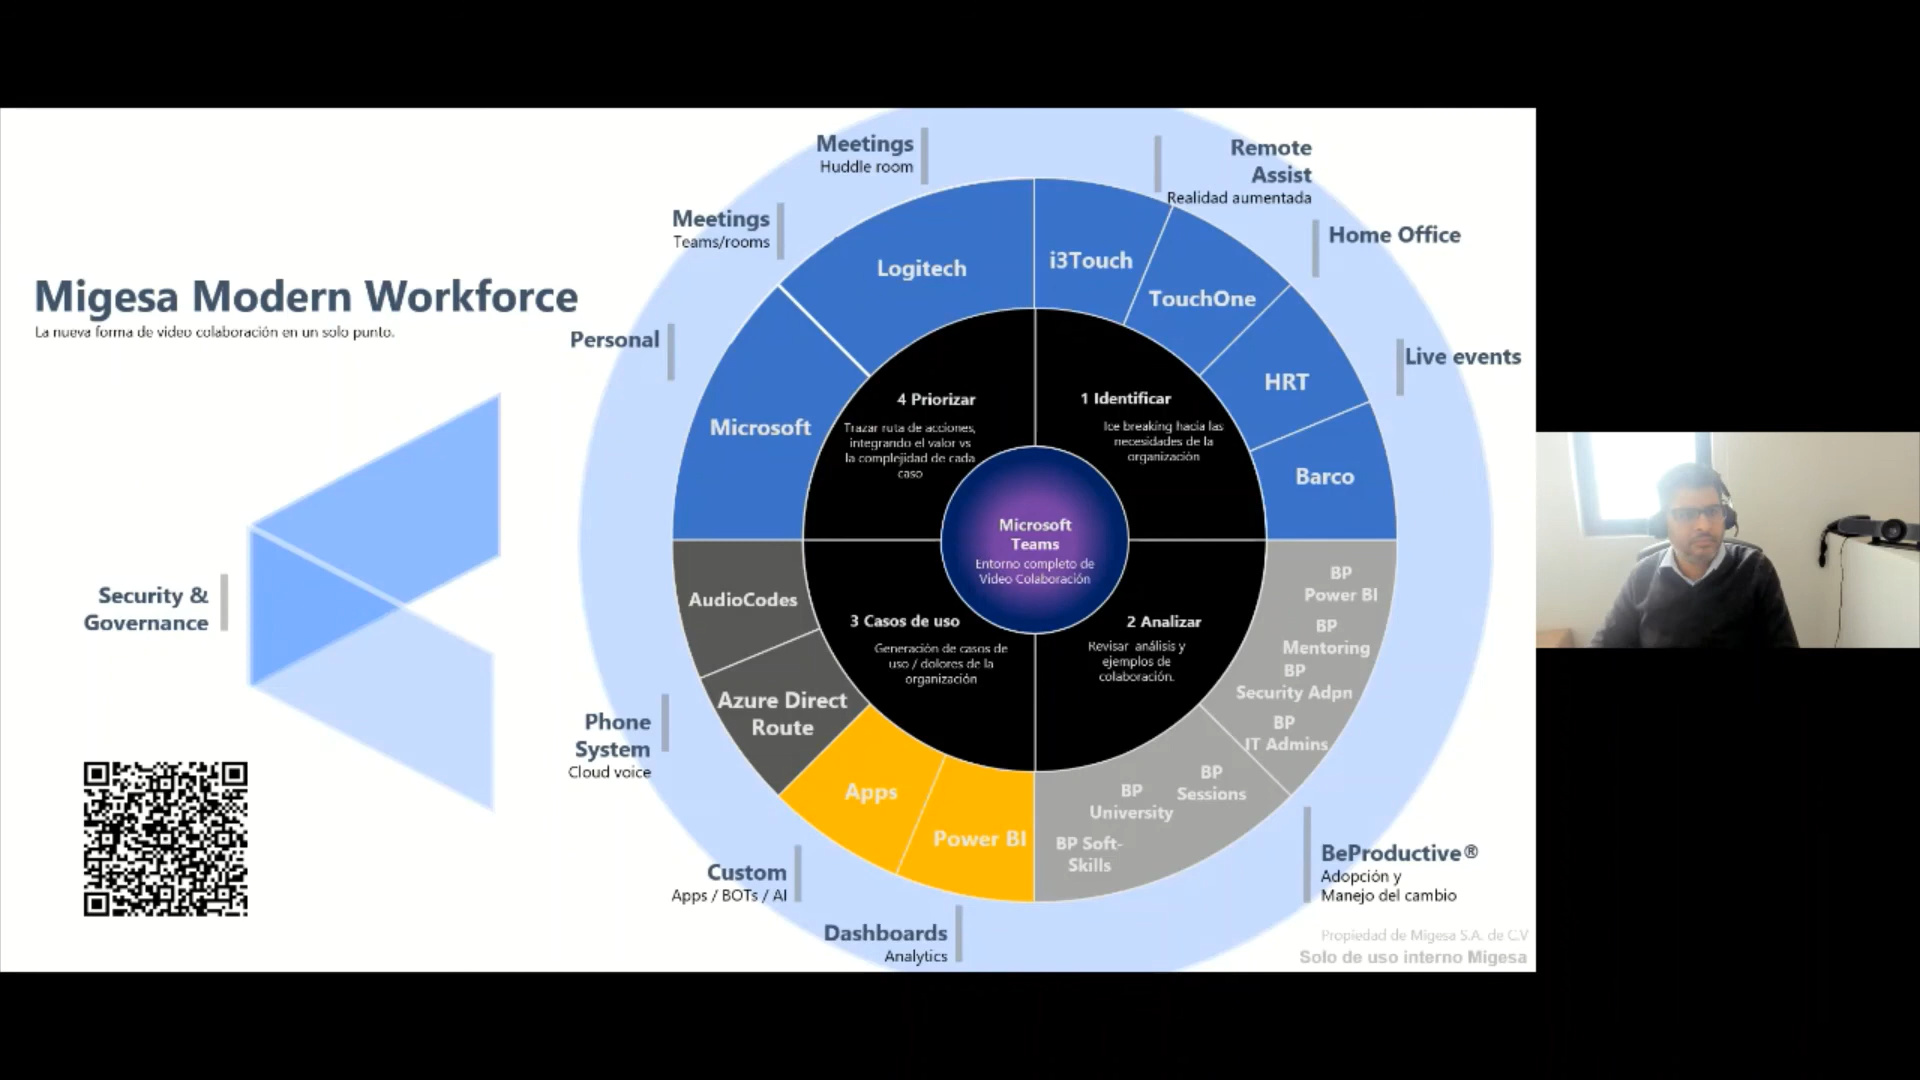 Migesa Modern Workforce
La nueva forma de video colaboración en un solo punto.
Security &
Governance
Meetings
Huddle room
Meetings
Teams/rooms
Personal
Remote
Assist
Realidad aumentada
Home Office
Live events
Logitech
i3Touch
TouchOne
HRT
Barco
Microsoft
4 Priorizar
Trazar ruta de acciones,
integrando el valor vs
la complejidad de cada
caso
1 Identificar
Ice breaking hacia las
necesidades de la
organización
Microsoft
Teams
Entorno completo de
Video Colaboración
3 Casos de uso
Generación de casos de
uso / dolores de la
organización
2 Analizar
Revisar análisis y
ejemplos de
colaboración.
AudioCodes
Azure Direct
Route
Apps
Power BI
BP
Power BI
BP
Mentoring
BP
Security Adpn
BP
IT Admins
BP
Sessions
BP
University
BP Soft-
Skills
Phone
System
Cloud voice
Custom
Apps / BOTs / AI
Dashboards
Analytics
BeProductive®
Adopción y
Manejo del cambio
Propiedad de Migesa S.A. de C.V
Solo de uso interno Migesa